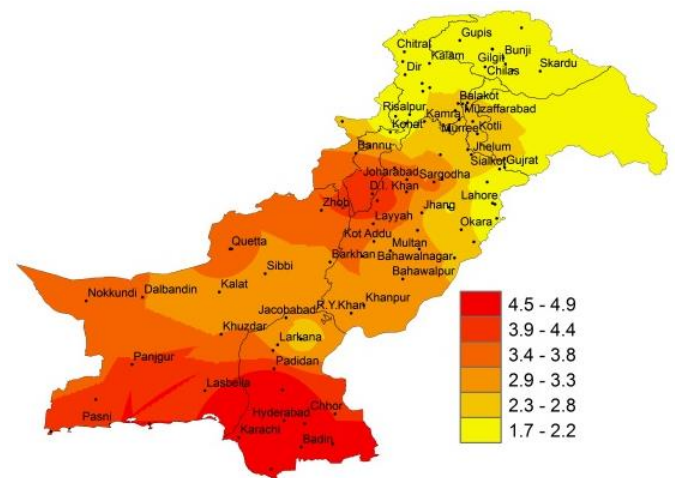 Gupis
Chitral
Kalam
Gilgit
Bunji
Dir
Chilas
Skardu
Balakot
Risalpur
Kamra
Muzaffarabad
Kohat
Murree
Kotli
Bannu
Jhelum
Sialkot
Gujrat
Joharabad
Sargodha
D.I. Khan
Zhob
Lahore
Layyah
Jhang
Okara
Kot Addu
Quetta
Multan
Barkhan
Bahawalnagar
Sibbi
Bahawalpur
Nokkundi
Dalbandin
Kalat
R.Y.Khan
Khanpur
Jacobabad
Khuzdar
Larkana
Panjgur
Padidan
Lasbella
Pasni
Hyderabad
Chhor
Karachi
Badin
4.5 - 4.9
3.9 - 4.4
3.4 - 3.8
2.9 - 3.3
2.3 - 2.8
1.7 - 2.2